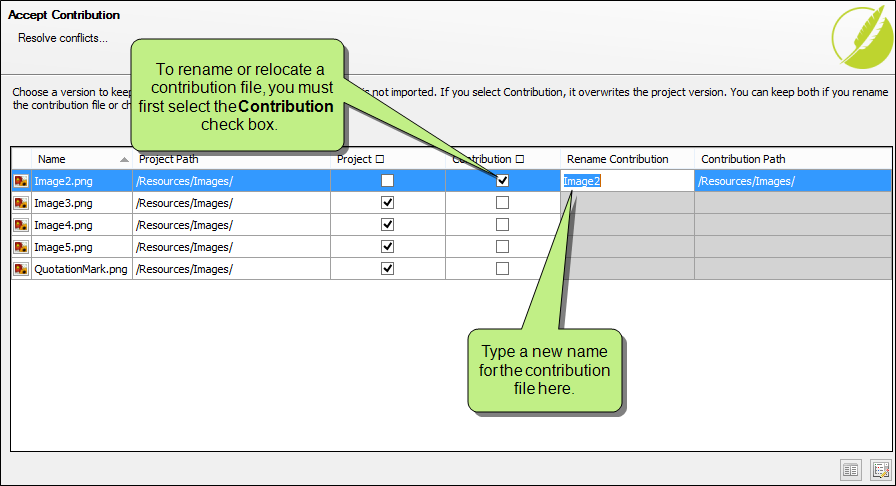 Accept Contribution
Resolve conflicts...
To rename or relocate a
contribution file, you must
first select the Contribution
check box.
Choose a version to keep is not imported. If you select Contribution, it overwrites the project version. You can keep both if you rename
the contribution file or ch
Name Project Path Project Contribution Rename Contribution Contribution Path
Image2.png /Resources/Images/ Image2 /Resources/Images/
Image3.png /Resources/Images/
Image4.png /Resources/Images/
Image5.png /Resources/Images/
QuotationMark.png /Resources/Images/
Type a new name
for the contribution
file here.